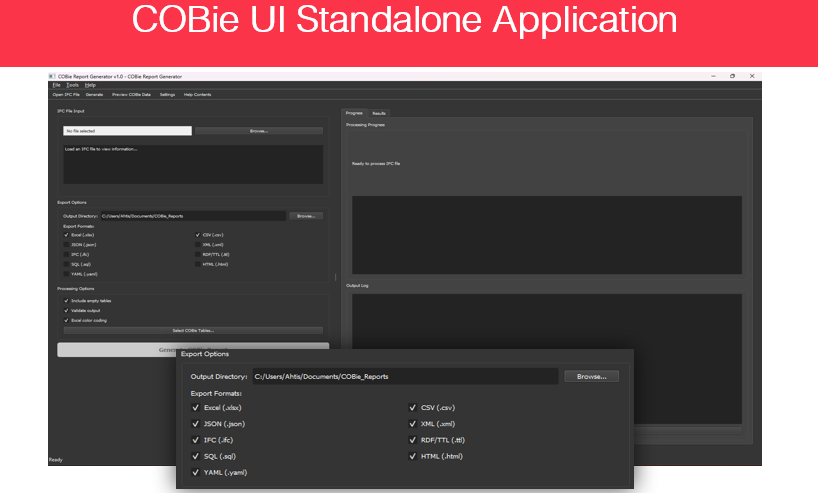 COBie UI Standalone Application
COBie Report Generator v1.0 - COBie Report Generator
File Tools Help
Open IFC File Generate Preview COBie Data Settings Help Contents
IFC File Input
No file selected
Browse...
Load an IFC file to view information...
Export Options
Output Directory: C:/Users/Ahtis/Documents/COBie_Reports Browse...
Export Formats:
Excel (.xlsx) CSV (.csv)
JSON (.json) XML (.xml)
IFC (.ifc) RDF/TTL (.ttl)
SQL (.sql) HTML (.html)
YAML (.yaml)
Processing Options
Include empty tables
Validate output
Excel color coding
Select COBie Tables...
Progress Results
Processing Progress
Ready to process IFC file
Output Log
Export Options
Output Directory: C:/Users/Ahtis/Documents/COBie_Reports Browse...
Export Formats:
Excel (.xlsx) CSV (.csv)
JSON (.json) XML (.xml)
IFC (.ifc) RDF/TTL (.ttl)
SQL (.sql) HTML (.html)
YAML (.yaml)
Ready